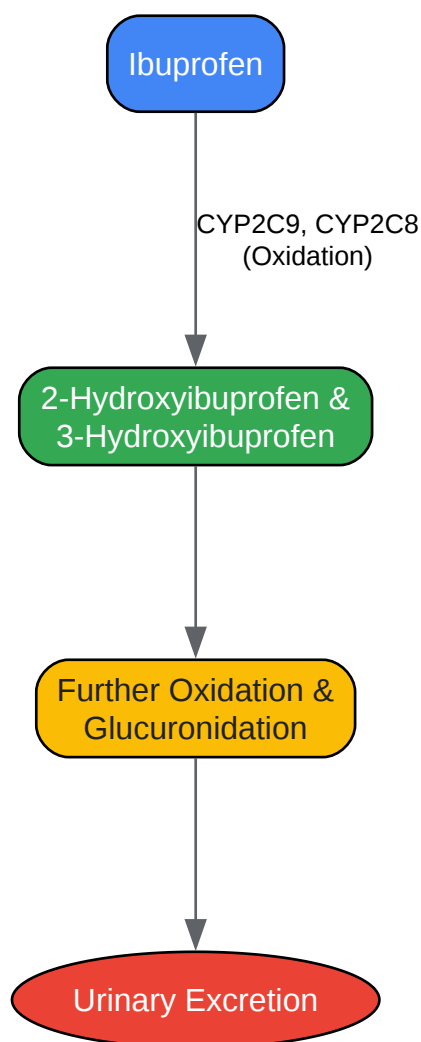 Ibuprofen
CYP2C9, CYP2C8
(Oxidation)
2-Hydroxyibuprofen &
3-Hydroxyibuprofen
Further Oxidation &
Glucuronidation
Urinary Excretion